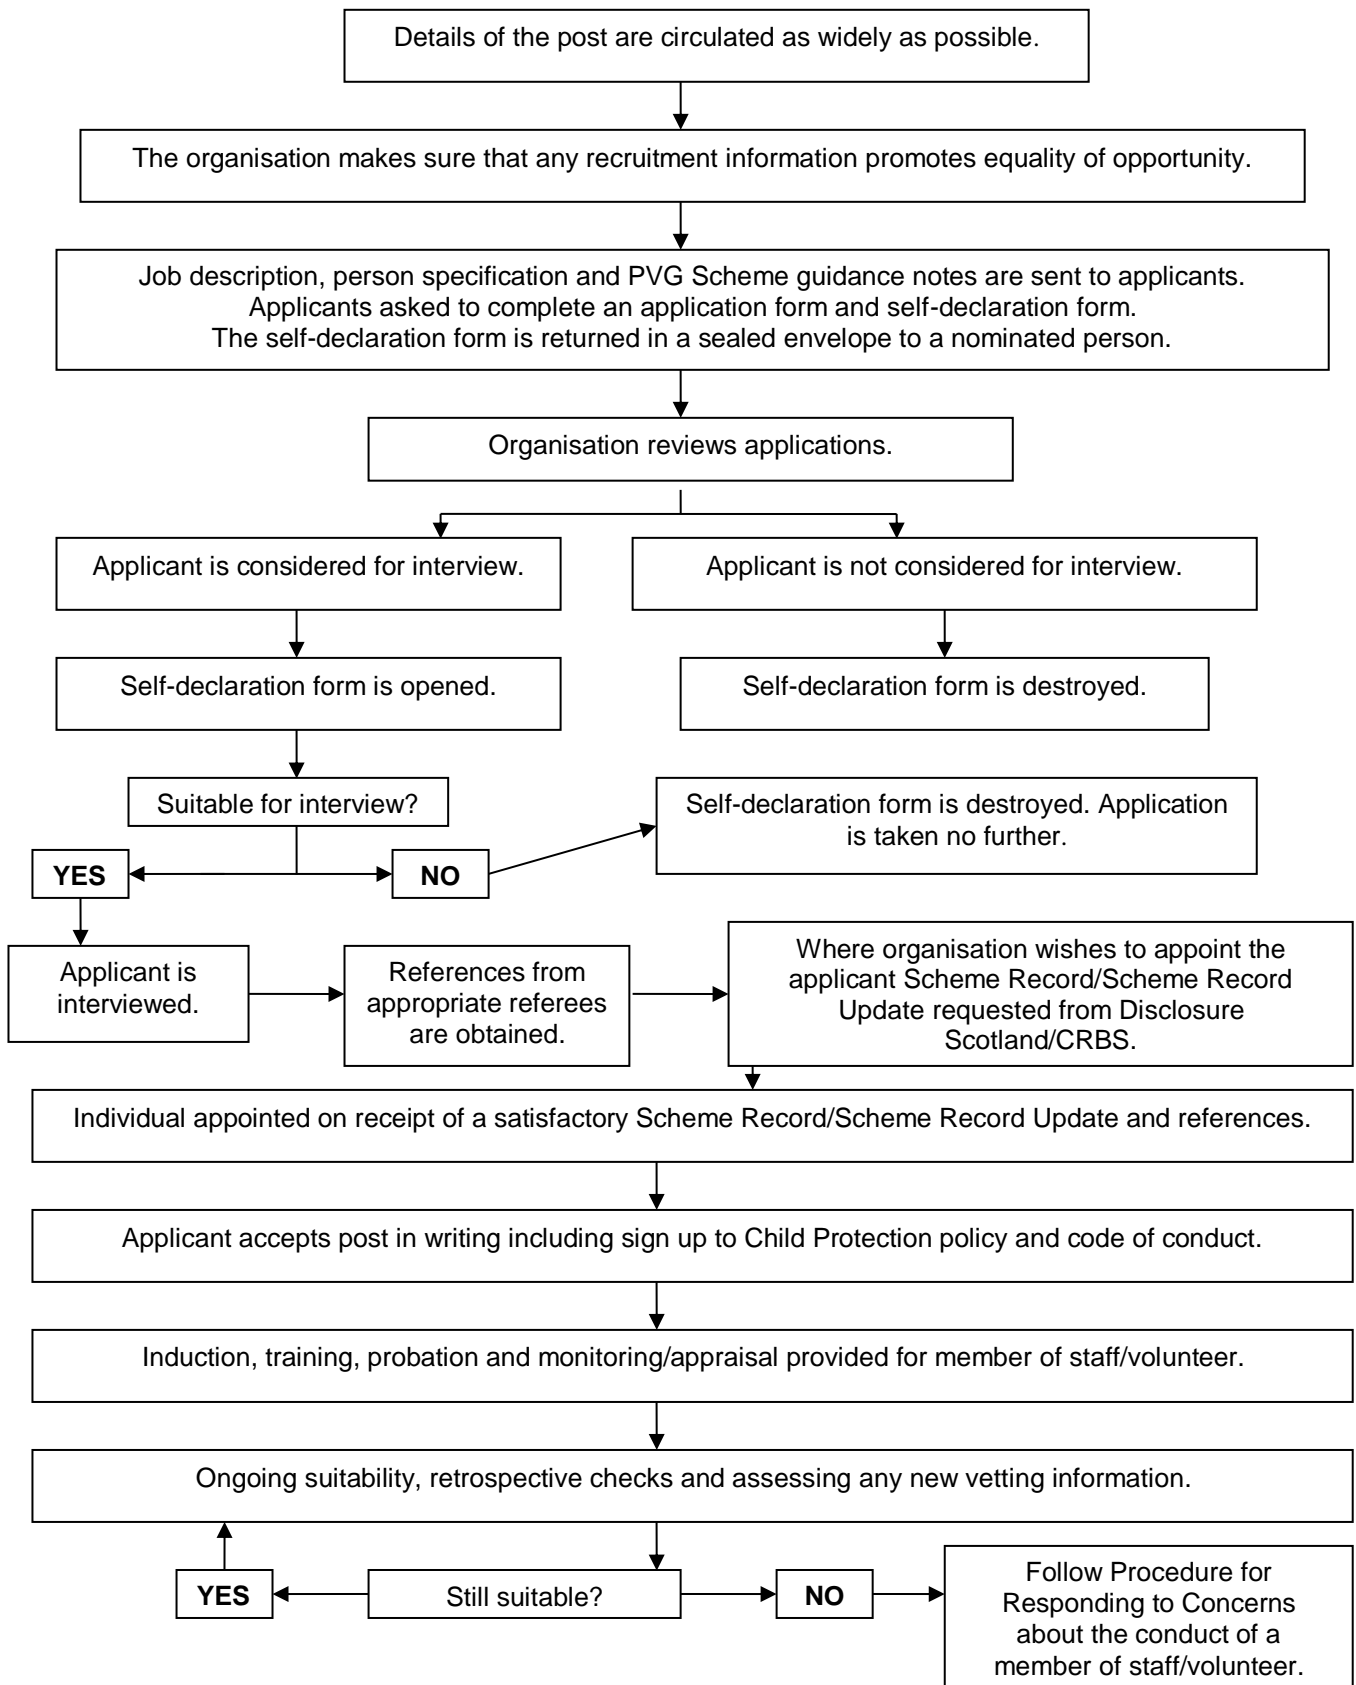 Details of the post are circulated as widely as possible.
The organisation makes sure that any recruitment information promotes equality of opportunity.
Job description, person specification and PVG Scheme guidance notes are sent to applicants.
Applicants asked to complete an application form and self-declaration form.
The self-declaration form is returned in a sealed envelope to a nominated person.
Organisation reviews applications.
Applicant is considered for interview.
Applicant is not considered for interview.
Self-declaration form is opened.
Self-declaration form is destroyed.
Suitable for interview?
Self-declaration form is destroyed. Application
is taken no further.
YES
NO
Applicant is
interviewed.
References from
appropriate referees
are obtained.
Where organisation wishes to appoint the
applicant Scheme Record/Scheme Record
Update requested from Disclosure
Scotland/CRBS.
Individual appointed on receipt of a satisfactory Scheme Record/Scheme Record Update and references.
Applicant accepts post in writing including sign up to Child Protection policy and code of conduct.
Induction, training, probation and monitoring/appraisal provided for member of staff/volunteer.
Ongoing suitability, retrospective checks and assessing any new vetting information.
YES
Still suitable?
NO
Follow Procedure for
Responding to Concerns
about the conduct of a
member of staff/volunteer.